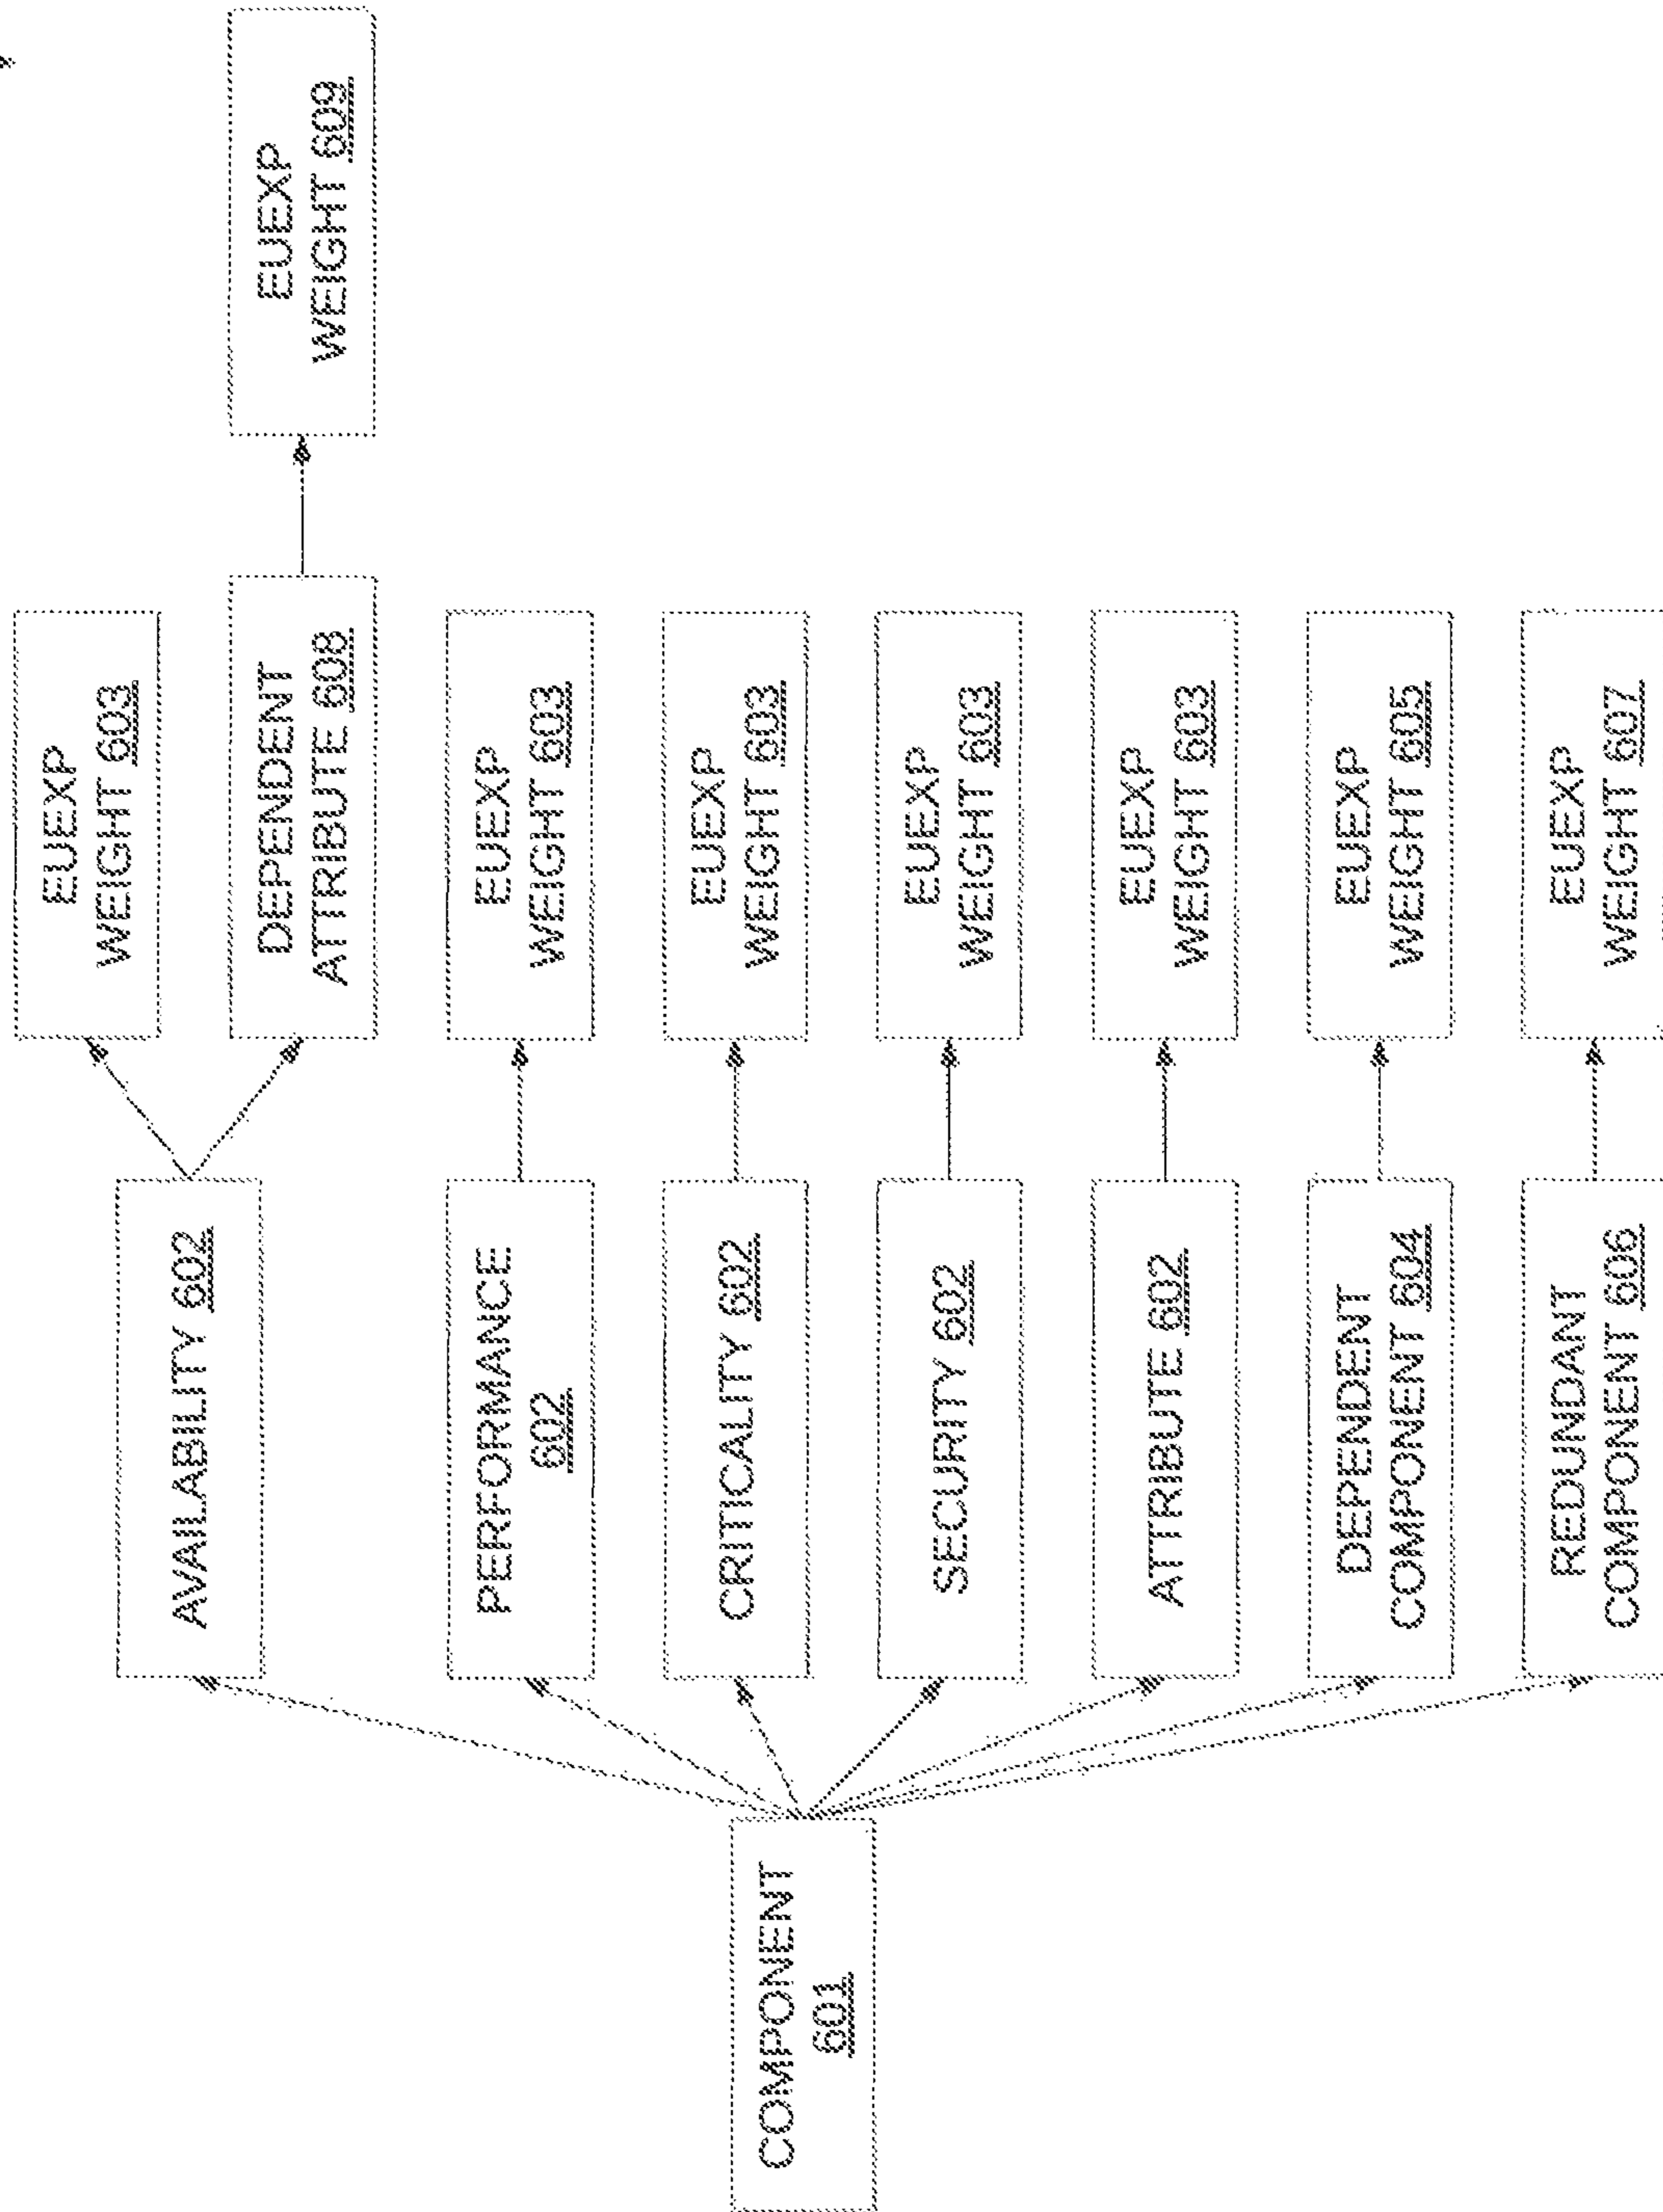 COMPONENT
601
AVAILABILITY 602
PERFORMANCE
602
CRITICALITY 602
SECURITY 602
ATTRIBUTE 602
DEPENDENT
COMPONENT 604
REDUNDANT
COMPONENT 606
EUEXP
WEIGHT 603
DEPENDENT
ATTRIBUTE 608
EUEXP
WEIGHT 603
EUEXP
WEIGHT 603
EUEXP
WEIGHT 603
EUEXP
WEIGHT 603
EUEXP
WEIGHT 605
EUEXP
WEIGHT 607
EUEXP
WEIGHT 609